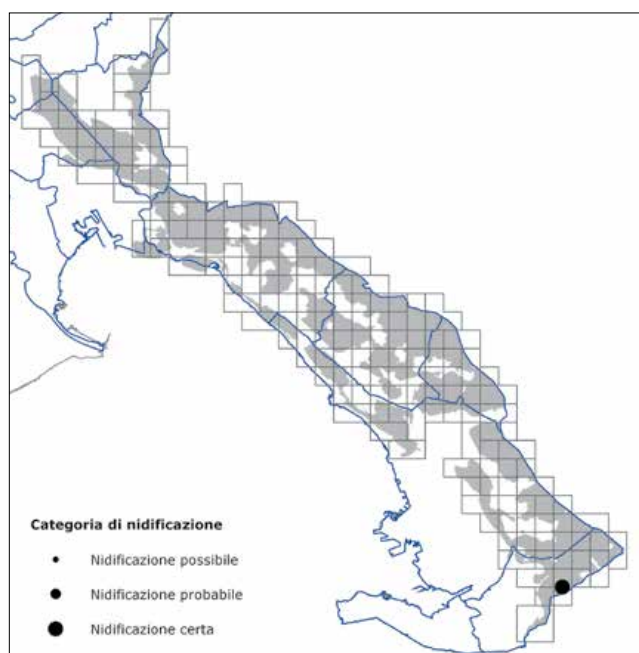 Categoria di nidificazione
Nidificazione possibile
Nidificazione probabile
Nidificazione certa